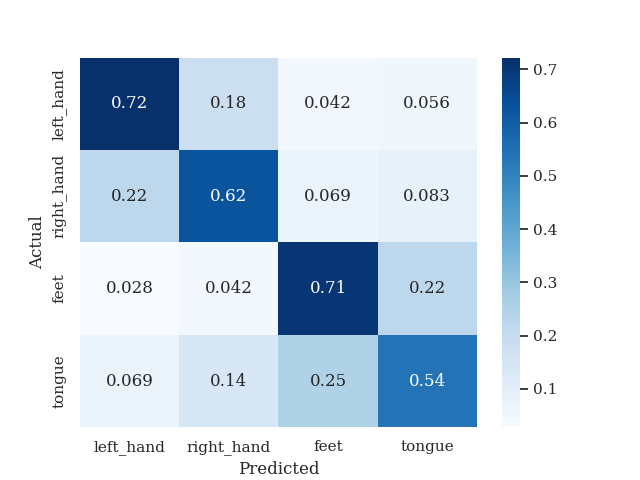 left_hand 0.72 0.18 0.042 0.056
right_hand 0.22 0.62 0.069 0.083
feet 0.028 0.042 0.71 0.22
tongue 0.069 0.14 0.25 0.54
left_hand right_hand feet tongue
Predicted
Actual
0.7
0.6
0.5
0.4
0.3
0.2
0.1